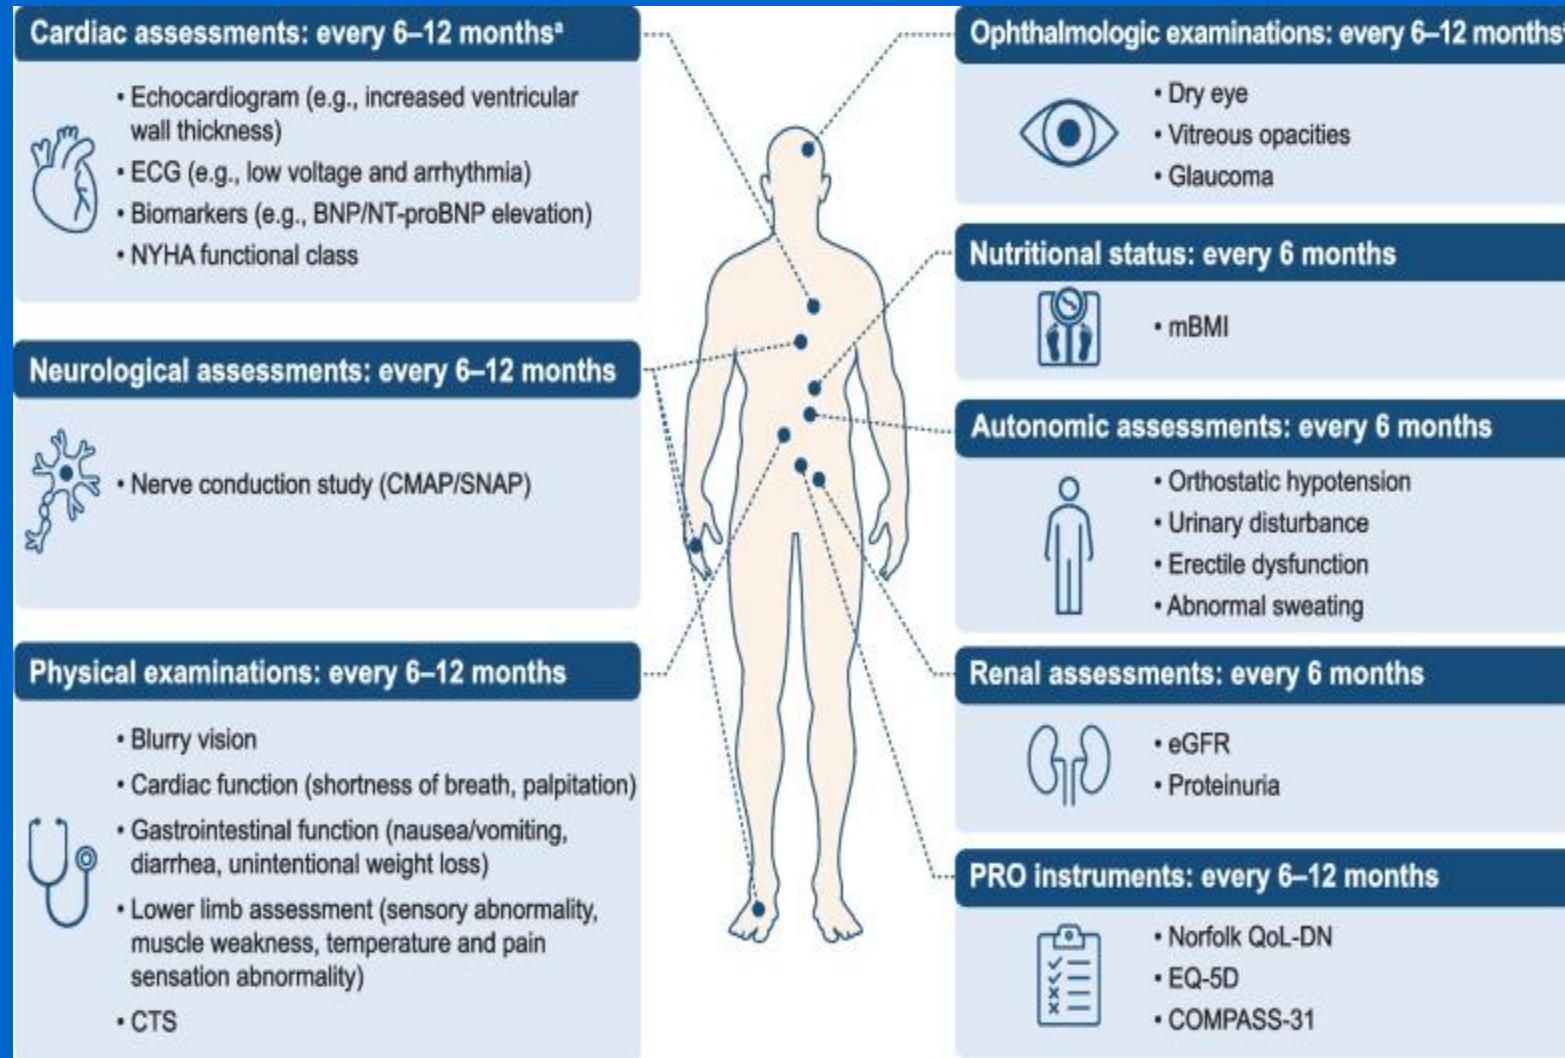 Cardiac assessments: every 6–12 monthsª
• Echocardiogram (e.g., increased ventricular
wall thickness)
• ECG (e.g., low voltage and arrhythmia)
• Biomarkers (e.g., BNP/NT-proBNP elevation)
• NYHA functional class
Neurological assessments: every 6–12 months
• Nerve conduction study (CMAP/SNAP)
Physical examinations: every 6–12 months
• Blurry vision
• Cardiac function (shortness of breath, palpitation)
• Gastrointestinal function (nausea/vomiting,
diarrhea, unintentional weight loss)
• Lower limb assessment (sensory abnormality,
muscle weakness, temperature and pain
sensation abnormality)
• CTS
Ophthalmologic examinations: every 6–12 months
• Dry eye
• Vitreous opacities
• Glaucoma
Nutritional status: every 6 months
• mBMI
Autonomic assessments: every 6 months
• Orthostatic hypotension
• Urinary disturbance
• Erectile dysfunction
• Abnormal sweating
Renal assessments: every 6 months
• eGFR
• Proteinuria
PRO instruments: every 6–12 months
• Norfolk QoL-DN
• EQ-5D
• COMPASS-31